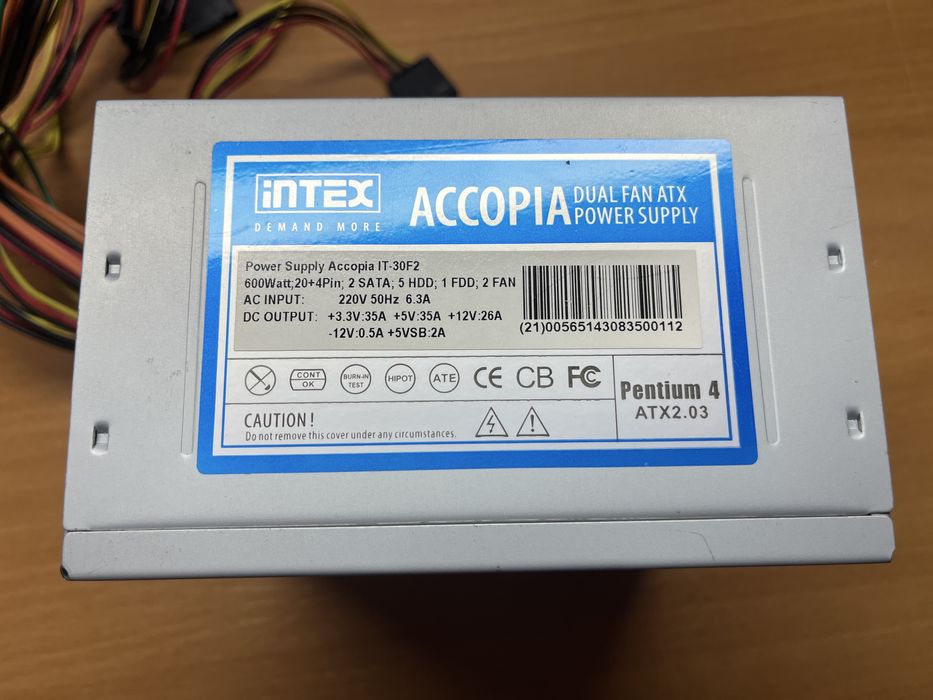 iNTEX
DEMAND MORE
ACCOPIA DUAL FAN ATX
POWER SUPPLY
Power Supply Accopia IT-30F2
600Watt;20+4Pin; 2 SATA; 5 HDD; 1 FDD; 2 FAN
AC INPUT: 220V 50Hz 6.3A
DC OUTPUT: +3.3V:35A +5V:35A +12V:26A
-12V:0.5A +5VSB:2A
(21)00565143083500112
CONT
OK
BURN-IN
TEST
HIPOT
ATE
CE
CB
FC
Pentium 4
ATX2.03
CAUTION !
Do not remove this cover under any circumstances.